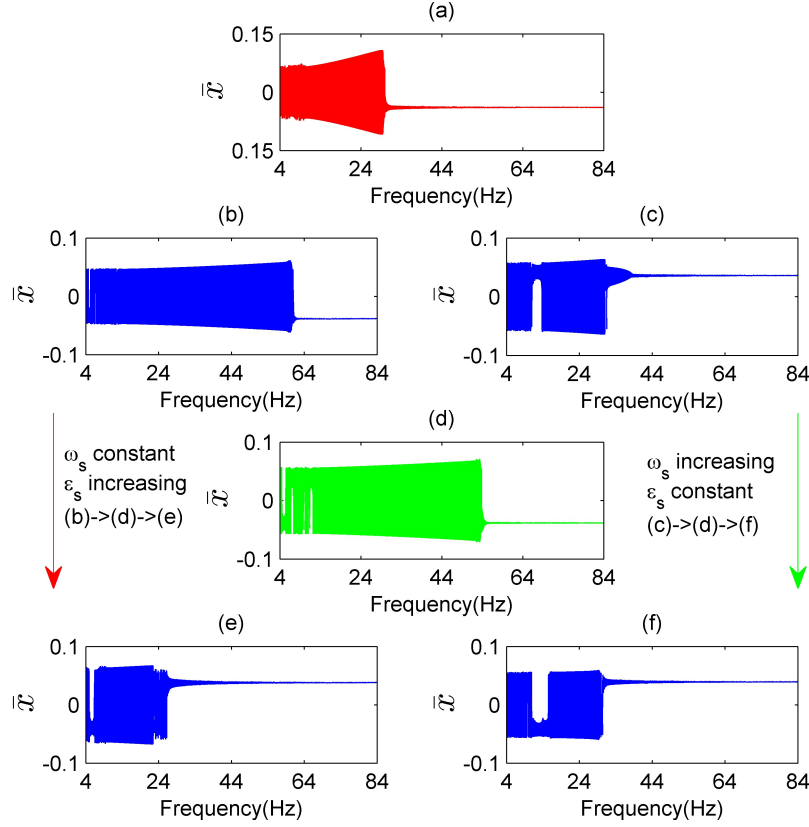 (a)
0.15
0
0.15
x̄
4 24 44 64 84
Frequency(Hz)
(b)
0.1
0
-0.1
x̄
4 24 44 64 84
Frequency(Hz)
(c)
0.1
0
-0.1
x̄
4 24 44 64 84
Frequency(Hz)
ωs constant
εs increasing
(b)->(d)->(e)
(d)
0.1
0
-0.1
x̄
4 24 44 64 84
Frequency(Hz)
ωs increasing
εs constant
(c)->(d)->(f)
(e)
0.1
0
-0.1
x̄
4 24 44 64 84
Frequency(Hz)
(f)
0.1
0
-0.1
x̄
4 24 44 64 84
Frequency(Hz)